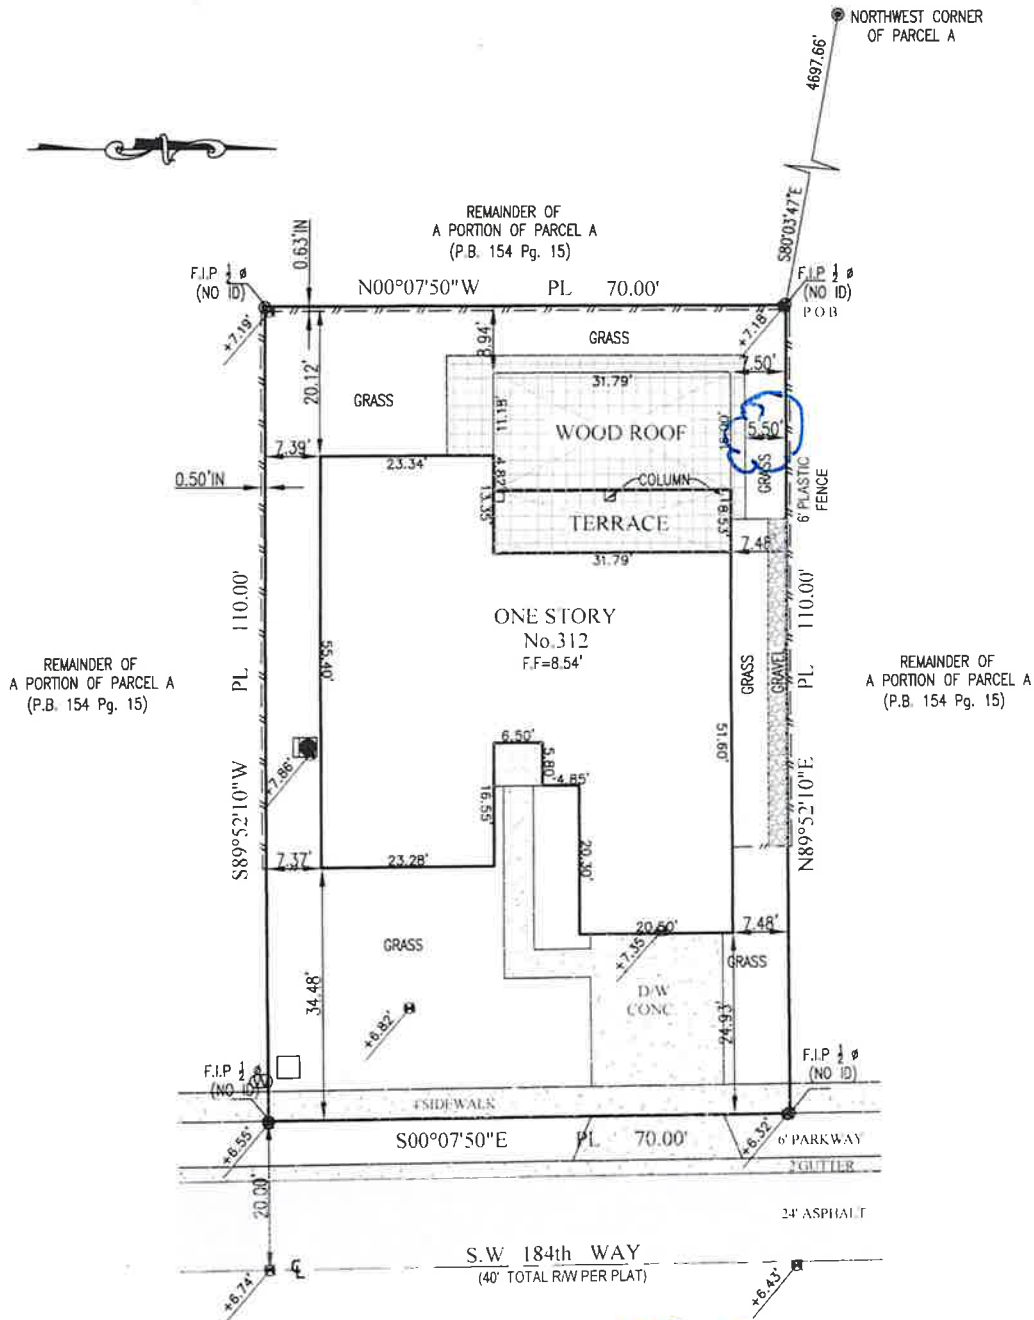 NORTHWEST CORNER
OF PARCEL A
4697.66'
S80°03'47"E
REMAINDER OF
A PORTION OF PARCEL A
(P.B. 154 Pg. 15)
0.63'IN
F.I.P ½ ø
(NO ID)
N00°07'50"W PL 70.00'
F.I.P ½ ø
(NO ID)
P O B
+7.19'
+7.18'
GRASS
8.94'
7.50'
20.12'
GRASS
31.79'
11.18'
WOOD ROOF
5.50'
GRASS
6' PLASTIC
FENCE
7.39'
23.34'
0.50'IN
4.82'
COLUMN
13.35'
18.53'
TERRACE
7.48'
31.79'
S89°52'10"W PL 110.00'
N89°52'10"E PL 110.00'
ONE STORY
No.312
F.F=8.54'
55.40'
GRASS
GRAVEL
REMAINDER OF
A PORTION OF PARCEL A
(P.B. 154 Pg. 15)
REMAINDER OF
A PORTION OF PARCEL A
(P.B. 154 Pg. 15)
51.60'
6.50'
5.80'
4.85'
+7.86'
16.55'
20.30'
7.37'
23.28'
20.50'
7.48'
GRASS
+7.35'
GRASS
34.48'
D/W
CONC.
24.93'
+6.82'
F.I.P ½ ø
(NO ID)
W
F.I.P ½ ø
(NO ID)
4'SIDEWALK
+6.55'
S00°07'50"E PL 70.00'
+6.32'
6' PARKWAY
2'GUTTER
20.00'
24' ASPHALT
S.W 184th WAY
(40' TOTAL R/W PER PLAT)
+6.74'
+6.43'